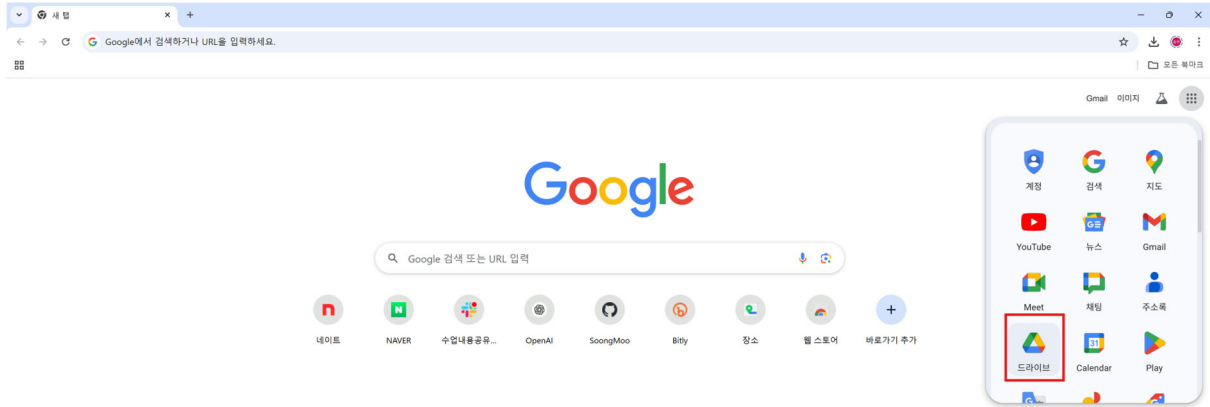 새 탭
Google에서 검색하거나 URL을 입력하세요.
모든 북마크
Gmail 이미지
Google
Google 검색 또는 URL 입력
네이트 NAVER 수업내용공유... OpenAI SoongMoo Bitly 장소 웹 스토어 바로가기 추가
계정 검색 지도
YouTube 뉴스 Gmail
Meet 채팅 주소록
31
드라이브 Calendar Play